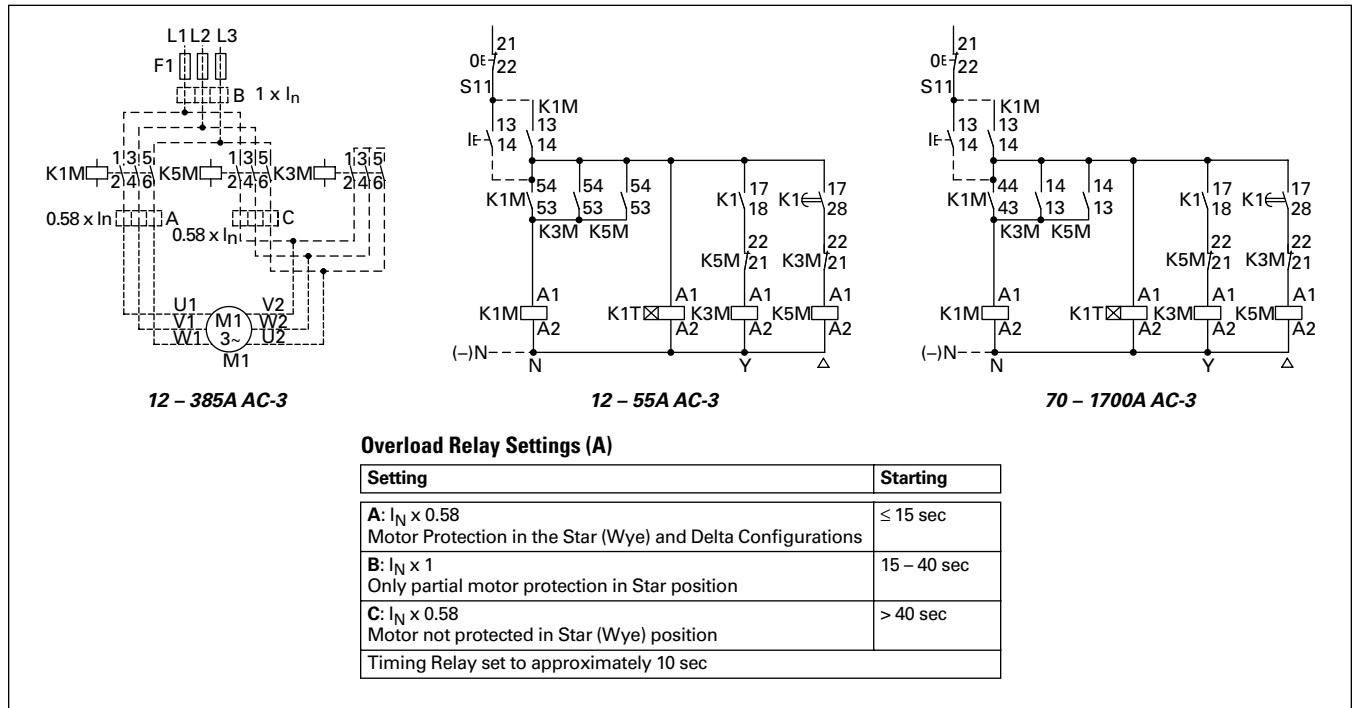 L1 L2 L3
F1
B 1 x In
1 3 5
2 4 6
K1M
1 3 5
2 4 6
K5M
1 3 5
2 4 6
K3M
0.58 x In
A
0.58 x In
C
U1
V1
W1
M1
3~
V2
W2
U2
M1
12 – 385A AC-3
21
0E
22
S11
K1M
I
E
13
14
13
14
K1M
54
53
54
53
54
53
K3M K5M
K1
17
18
K1
17
28
K5M
22
21
K3M
22
21
K1M
A1
A2
K1T
A1
A2
K3M
A1
A2
K5M
A1
A2
(–)N
N
Y
△
12 – 55A AC-3
21
0E
22
S11
K1M
I
E
13
14
13
14
K1M
44
43
14
13
14
13
K3M K5M
K1
17
18
K1
17
28
K5M
22
21
K3M
22
21
K1M
A1
A2
K1T
A1
A2
K3M
A1
A2
K5M
A1
A2
(–)N
N
Y
△
70 – 1700A AC-3
Overload Relay Settings (A)
Setting Starting
A: IN x 0.58 ≤ 15 sec
Motor Protection in the Star (Wye) and Delta Configurations
B: IN x 1 15 – 40 sec
Only partial motor protection in Star position
C: IN x 0.58 > 40 sec
Motor not protected in Star (Wye) position
Timing Relay set to approximately 10 sec